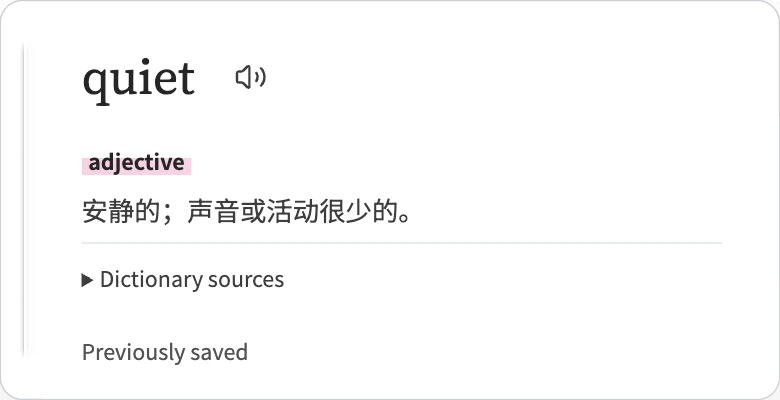 quiet
adjective
安静的；声音或活动很少的。
Dictionary sources
Previously saved